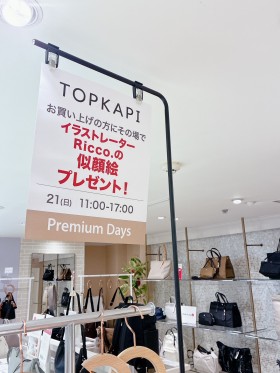 TOPKAPI
お買い上げの方にその場で
イラストレーター
Ricco.の
似顔絵
プレゼント!
21(日) 11:00-17:00
Premium Days